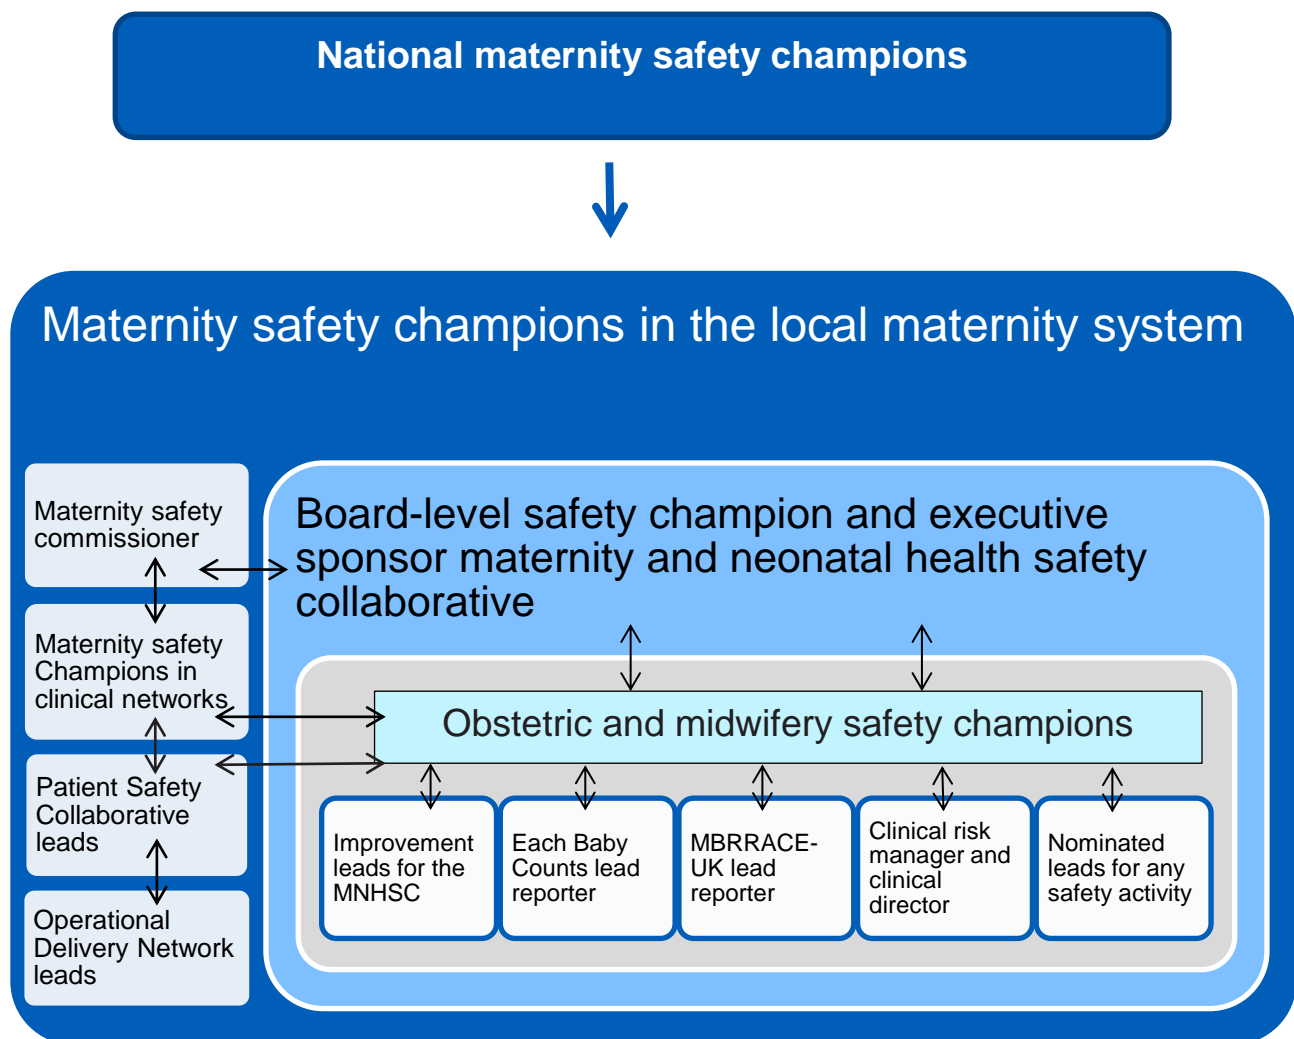 National maternity safety champions
Maternity safety champions in the local maternity system
Maternity safety
commissioner
Maternity safety
Champions in
clinical networks
Patient Safety
Collaborative
leads
Operational
Delivery Network
leads
Board-level safety champion and executive
sponsor maternity and neonatal health safety
collaborative
Obstetric and midwifery safety champions
Improvement
leads for the
MNHSC
Each Baby
Counts lead
reporter
MBRRACE-
UK lead
reporter
Clinical risk
manager and
clinical
director
Nominated
leads for any
safety activity